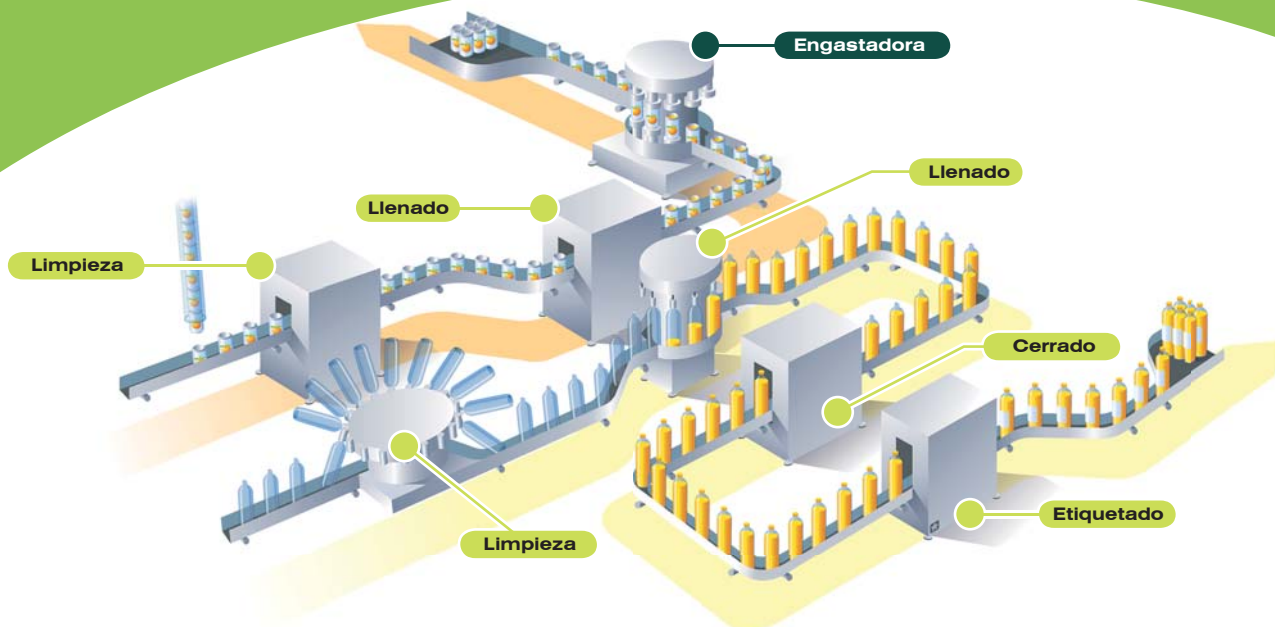 Engastadora
Llenado
Llenado
Limpieza
Cerrado
Etiquetado
Limpieza